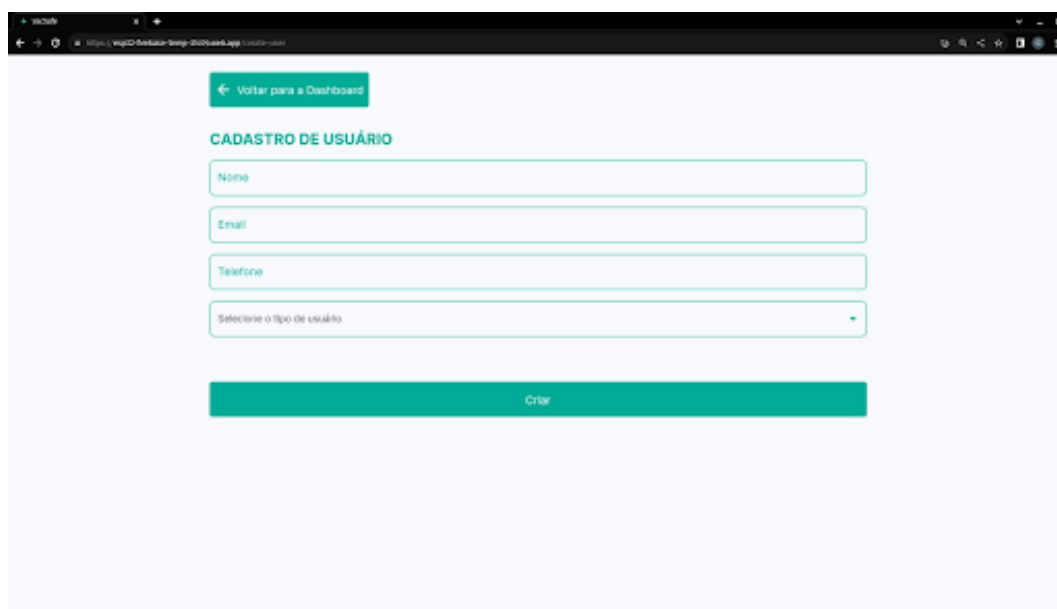 ← Voltar para a Dashboard
CADASTRO DE USUÁRIO
Nome
Email
Telefone
Selecione o tipo de usuário
Criar